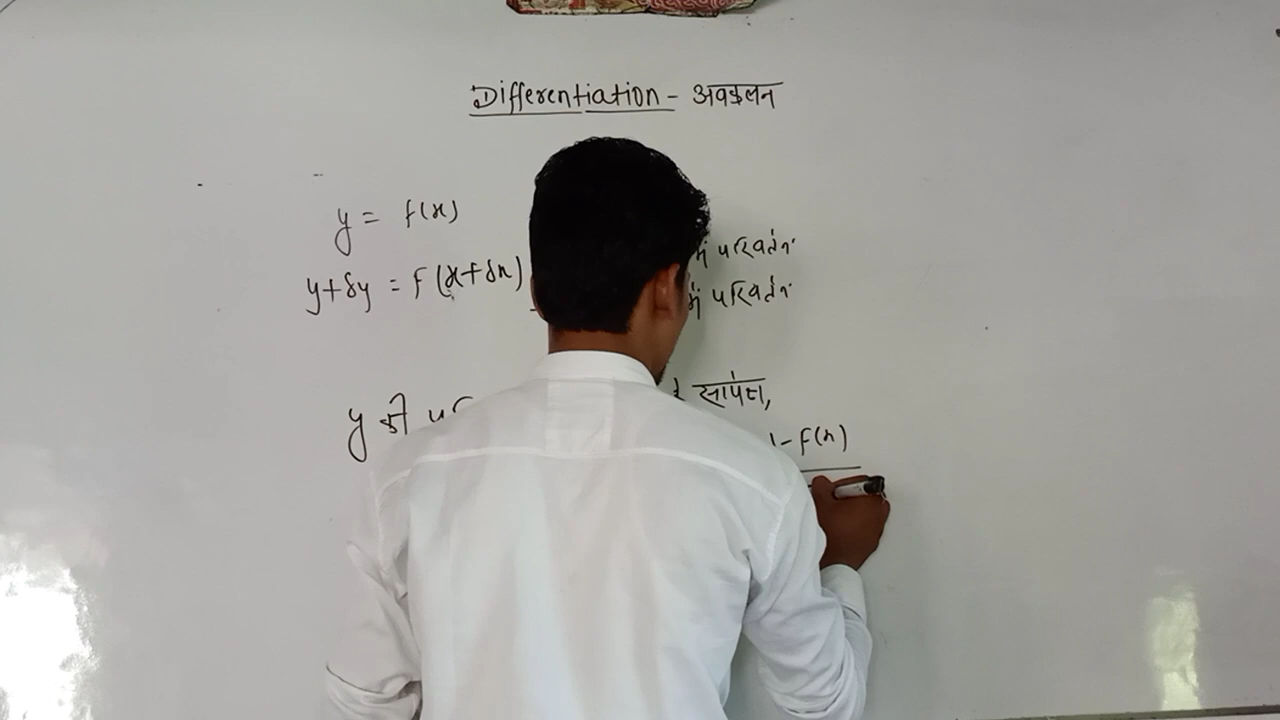 Differentiation - अवकलन
y = f(x)
y+δy = f(x+δx) में परिवर्तन
में परिवर्तन
y की के सापेक्ष,
- f(x)